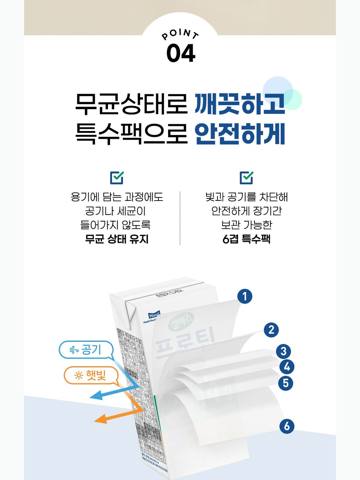 POINT
04
무균상태로 깨끗하고
특수팩으로 안전하게
용기에 담는 과정에도
공기나 세균이
들어가지 않도록
무균 상태 유지
빛과 공기를 차단해
안전하게 장기간
보관 가능한
6겹 특수팩
공기
햇빛
프로티
1
2
3
4
5
6